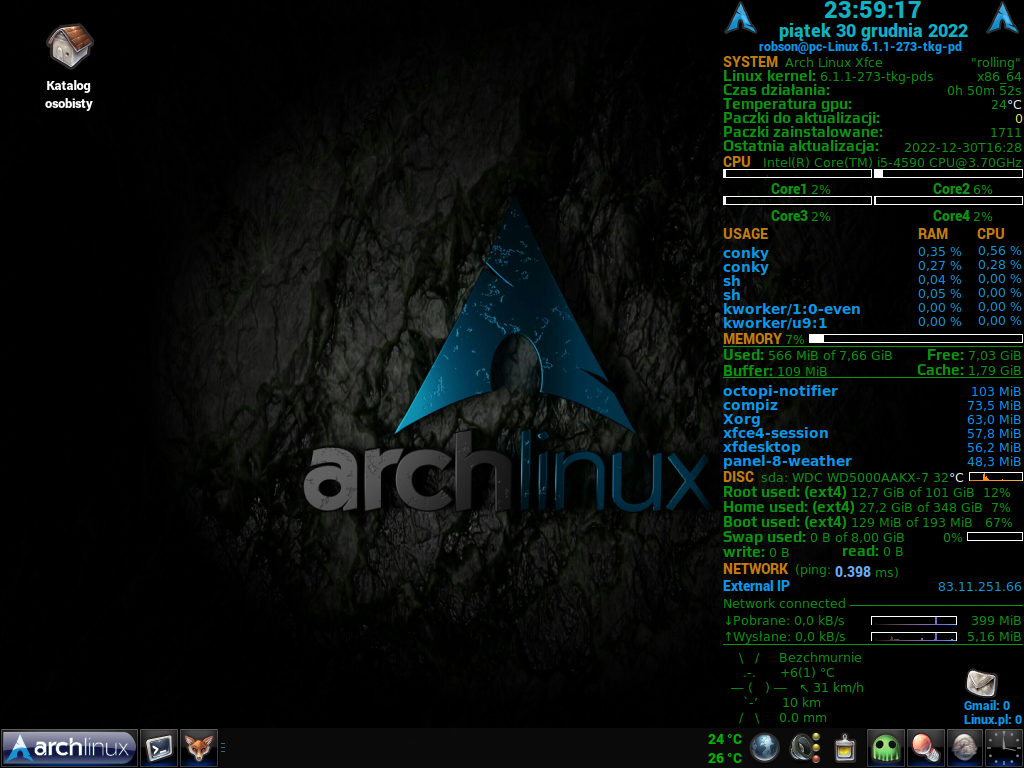 Katalog
osobisty
archlinux
23:59:17
piątek 30 grudnia 2022
robson@pc-Linux 6.1.1-273-tkg-pd
SYSTEM Arch Linux Xfce "rolling"
Linux kernel: 6.1.1-273-tkg-pds x86_64
Czas działania: 0h 50m 52s
Temperatura gpu: 24°C
Paczki do aktualizacji: 0
Paczki zainstalowane: 1711
Ostatnia aktualizacja: 2022-12-30T16:28
CPU Intel(R) Core(TM) i5-4590 CPU@3.70GHz
Core1 2% Core2 6%
Core3 2% Core4 2%
USAGE RAM CPU
conky 0,35 % 0,56 %
conky 0,27 % 0,28 %
sh 0,04 % 0,00 %
sh 0,05 % 0,00 %
kworker/1:0-even 0,00 % 0,00 %
kworker/u9:1 0,00 % 0,00 %
MEMORY 7%
Used: 566 MiB of 7,66 GiB Free: 7,03 GiB
Buffer: 109 MiB Cache: 1,79 GiB
octopi-notifier 103 MiB
compiz 73,5 MiB
Xorg 63,0 MiB
xfce4-session 57,8 MiB
xfdesktop 56,2 MiB
panel-8-weather 48,3 MiB
DISC sda: WDC WD5000AAKX-7 32°C
Root used: (ext4) 12,7 GiB of 101 GiB 12%
Home used: (ext4) 27,2 GiB of 348 GiB 7%
Boot used: (ext4) 129 MiB of 193 MiB 67%
Swap used: 0 B of 8,00 GiB 0%
write: 0 B read: 0 B
NETWORK (ping: 0.398 ms)
External IP 83.11.251.66
Network connected
↓Pobrane: 0,0 kB/s 399 MiB
↑Wysłane: 0,0 kB/s 5,16 MiB
\ / Bezchmurnie
.-. +6(1) °C
― ( ) ― ↖ 31 km/h
`-’ 10 km
/ \ 0.0 mm
Gmail: 0
Linux.pl: 0
archlinux
24 °C
26 °C